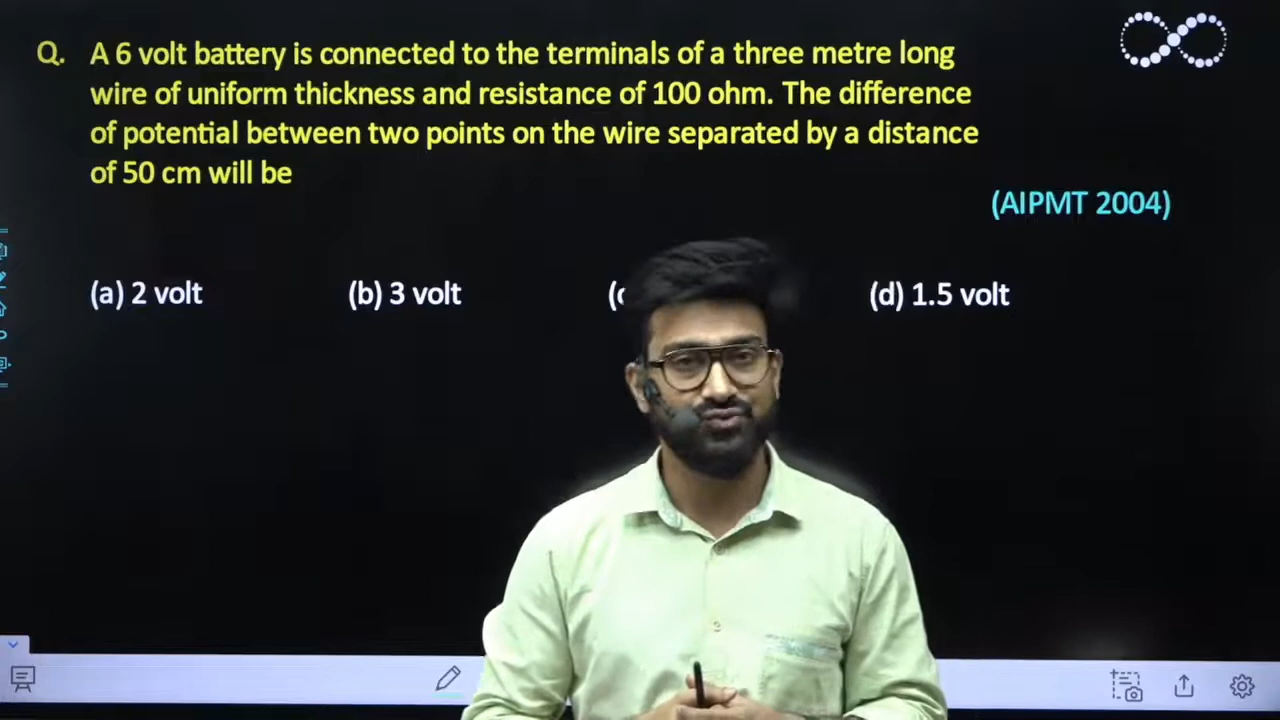 Q. A 6 volt battery is connected to the terminals of a three metre long
wire of uniform thickness and resistance of 100 ohm. The difference
of potential between two points on the wire separated by a distance
of 50 cm will be
(AIPMT 2004)
(a) 2 volt (b) 3 volt (d) 1.5 volt